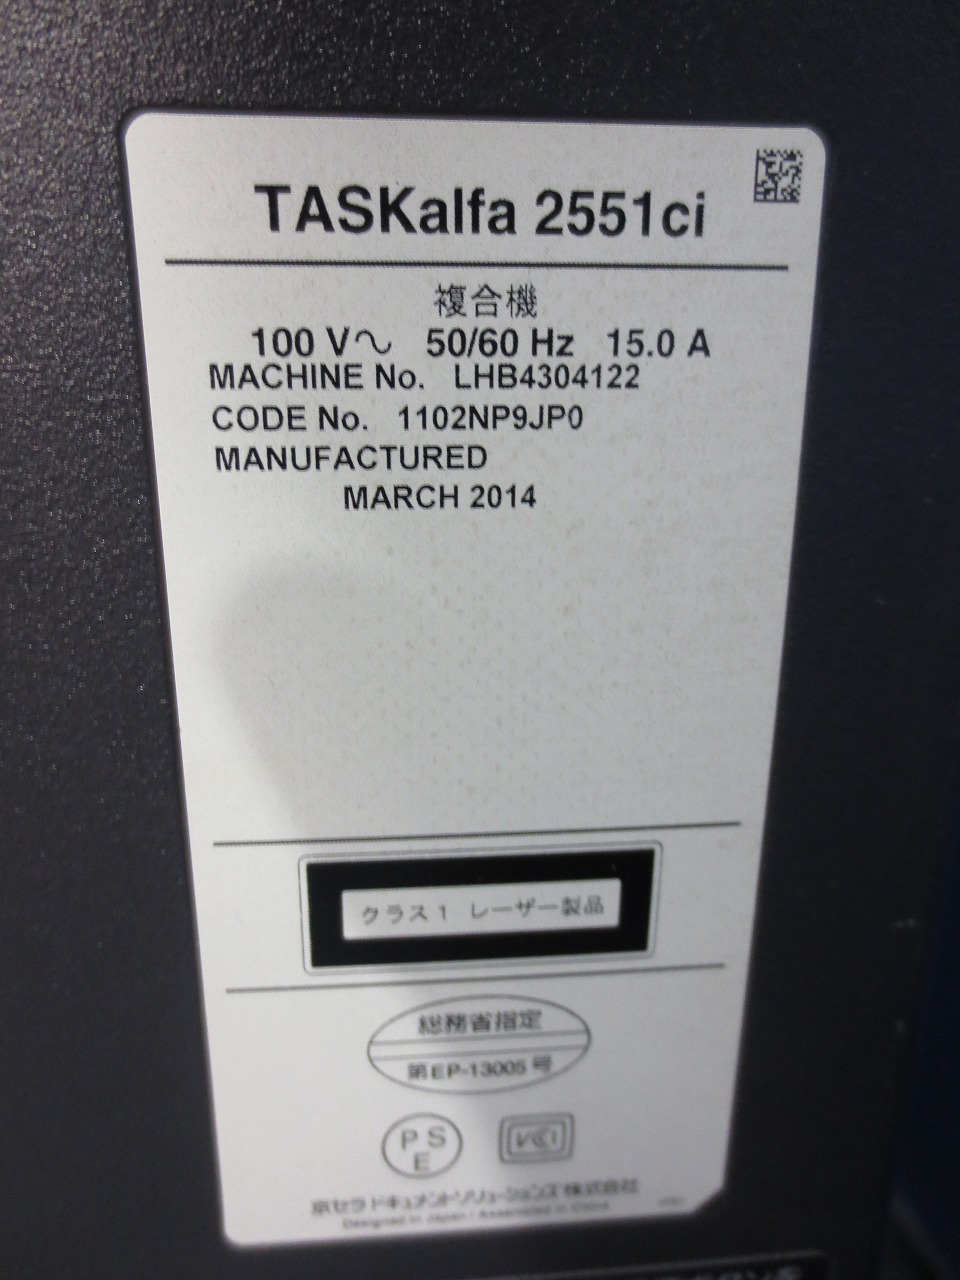 TASKalfa 2551ci
複合機
100 V～ 50/60 Hz 15.0 A
MACHINE No. LHB4304122
CODE No. 1102NP9JP0
MANUFACTURED
MARCH 2014
クラス1 レーザー製品
総務省指定
第EP-13005号
PS
E
VCI
京セラドキュメントソリューションズ株式会社
Designed in Japan / Assembled in China